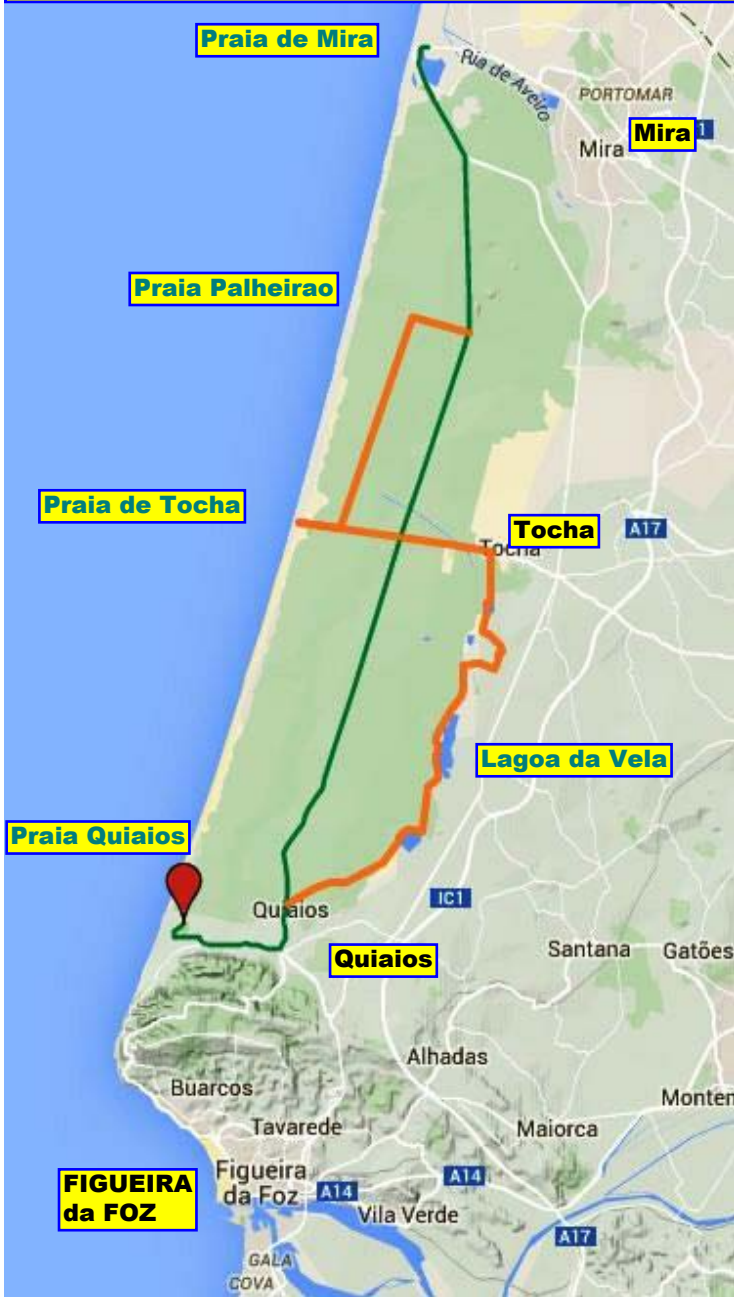 Praia de Mira
Ria de Aveiro
PORTOMAR
Mira
1
Mira
Praia Palheirao
Praia de Tocha
Tocha
A17
Tocha
Lagoa da Vela
Praia Quiaios
IC1
Quiaios
Quiaios
Santana
Gatões
Alhadas
Buarcos
Monten
Tavarede
Maiorca
FIGUEIRA
da FOZ
Figueira
da Foz
A14
A14
Vila Verde
A17
GALA
COVA